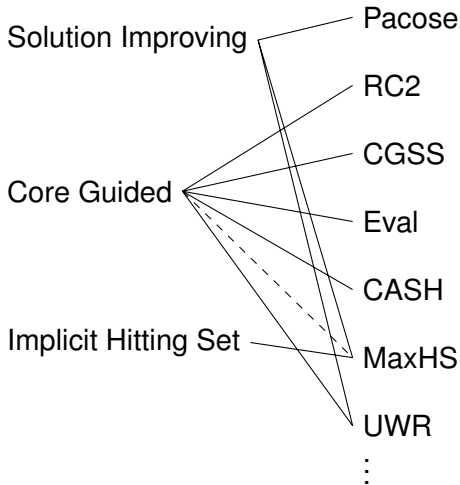 Solution Improving
Core Guided
Implicit Hitting Set
Pacose
RC2
CGSS
Eval
CASH
MaxHS
UWR
⋮